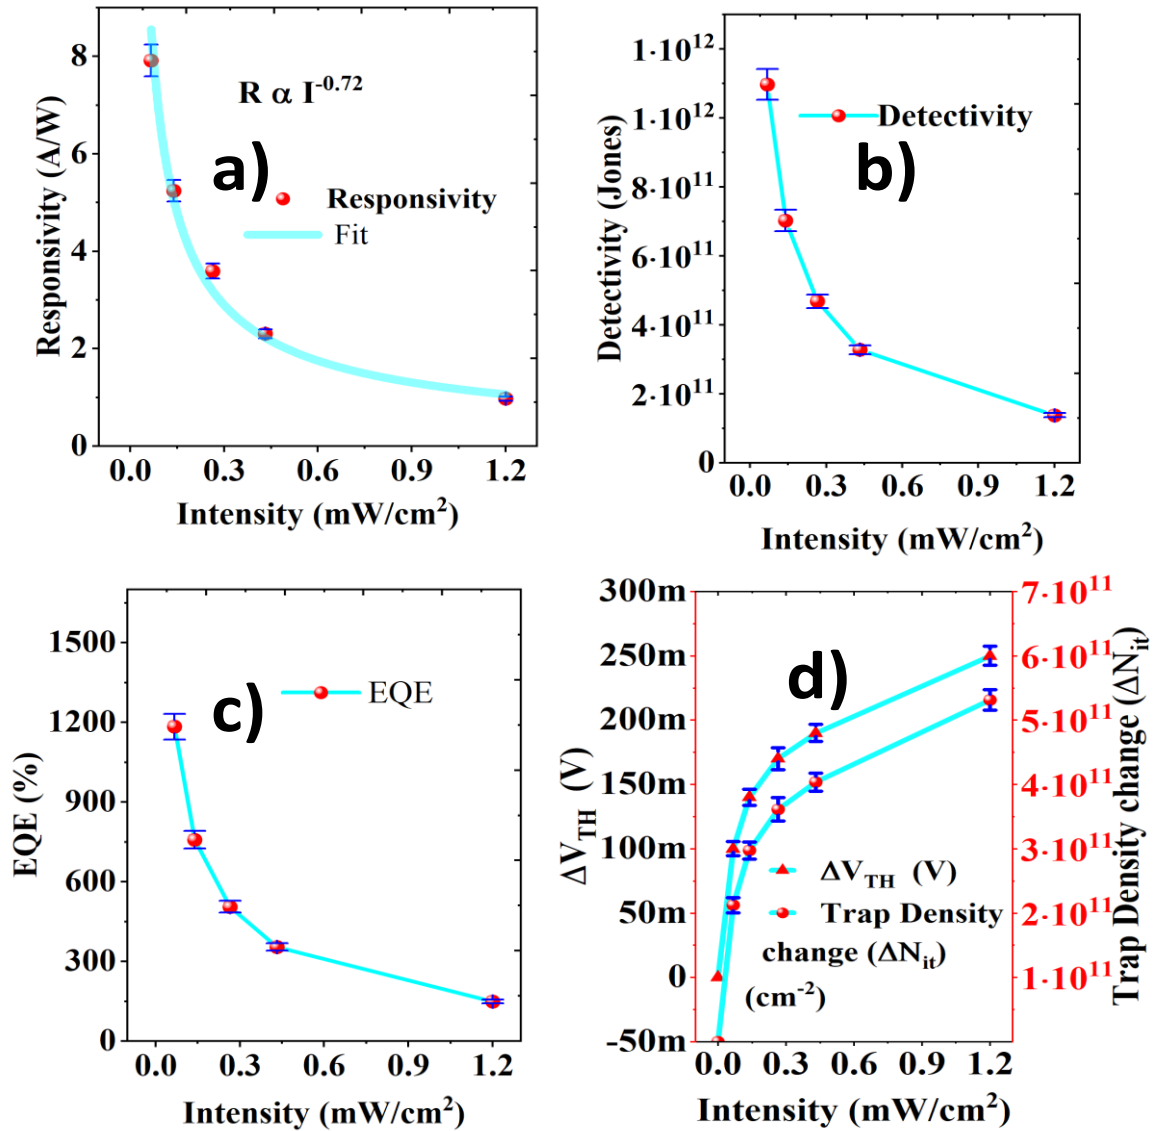 8
6
4
2
0
0.0 0.3 0.6 0.9 1.2
Responsivity (A/W)
Intensity (mW/cm²)
R α I⁻⁰·⁷²
a)
Responsivity
Fit
1·10¹²
1·10¹²
8·10¹¹
6·10¹¹
4·10¹¹
2·10¹¹
0
0.0 0.3 0.6 0.9 1.2
Detectivity (Jones)
Intensity (mW/cm²)
Detectivity
b)
1500
1200
900
600
300
0
0.0 0.3 0.6 0.9 1.2
EQE (%)
Intensity (mW/cm²)
c)
EQE
300m
250m
200m
150m
100m
50m
0
-50m
0.0 0.3 0.6 0.9 1.2
ΔV_TH (V)
Intensity (mW/cm²)
d)
ΔV_TH (V)
Trap Density
change (ΔN_it)
(cm⁻²)
7·10¹¹
6·10¹¹
5·10¹¹
4·10¹¹
3·10¹¹
2·10¹¹
1·10¹¹
Trap Density change (ΔN_it)